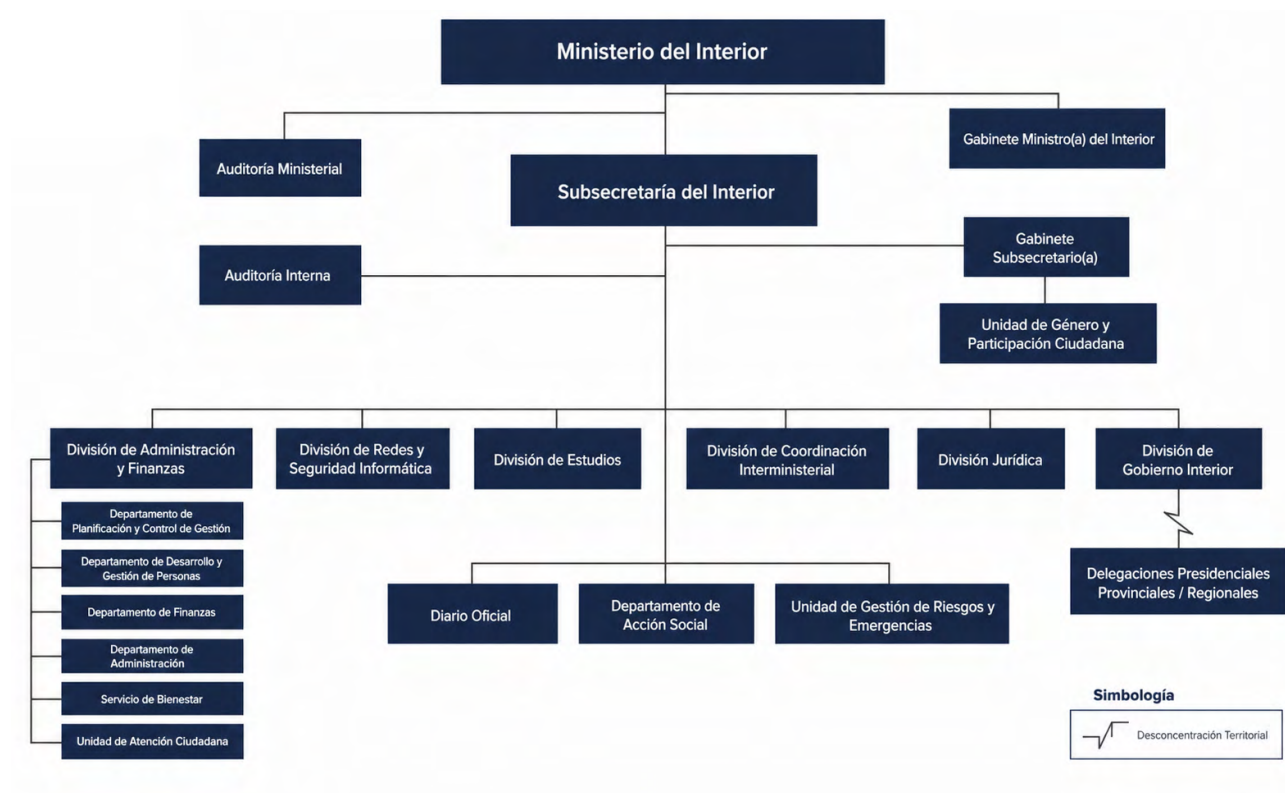 Ministerio del Interior
Gabinete Ministro(a) del Interior
Auditoría Ministerial
Subsecretaría del Interior
Gabinete
Subsecretario(a)
Auditoría Interna
Unidad de Género y
Participación Ciudadana
División de Administración
y Finanzas
División de Redes y
Seguridad Informática
División de Estudios
División de Coordinación
Interministerial
División Jurídica
División de
Gobierno Interior
Departamento de
Planificación y Control de Gestión
Departamento de Desarrollo y
Gestión de Personas
Departamento de Finanzas
Departamento de
Administración
Servicio de Bienestar
Unidad de Atención Ciudadana
Diario Oficial
Departamento de
Acción Social
Unidad de Gestión de Riesgos y
Emergencias
Delegaciones Presidenciales
Provinciales / Regionales
Simbología
Desconcentración Territorial